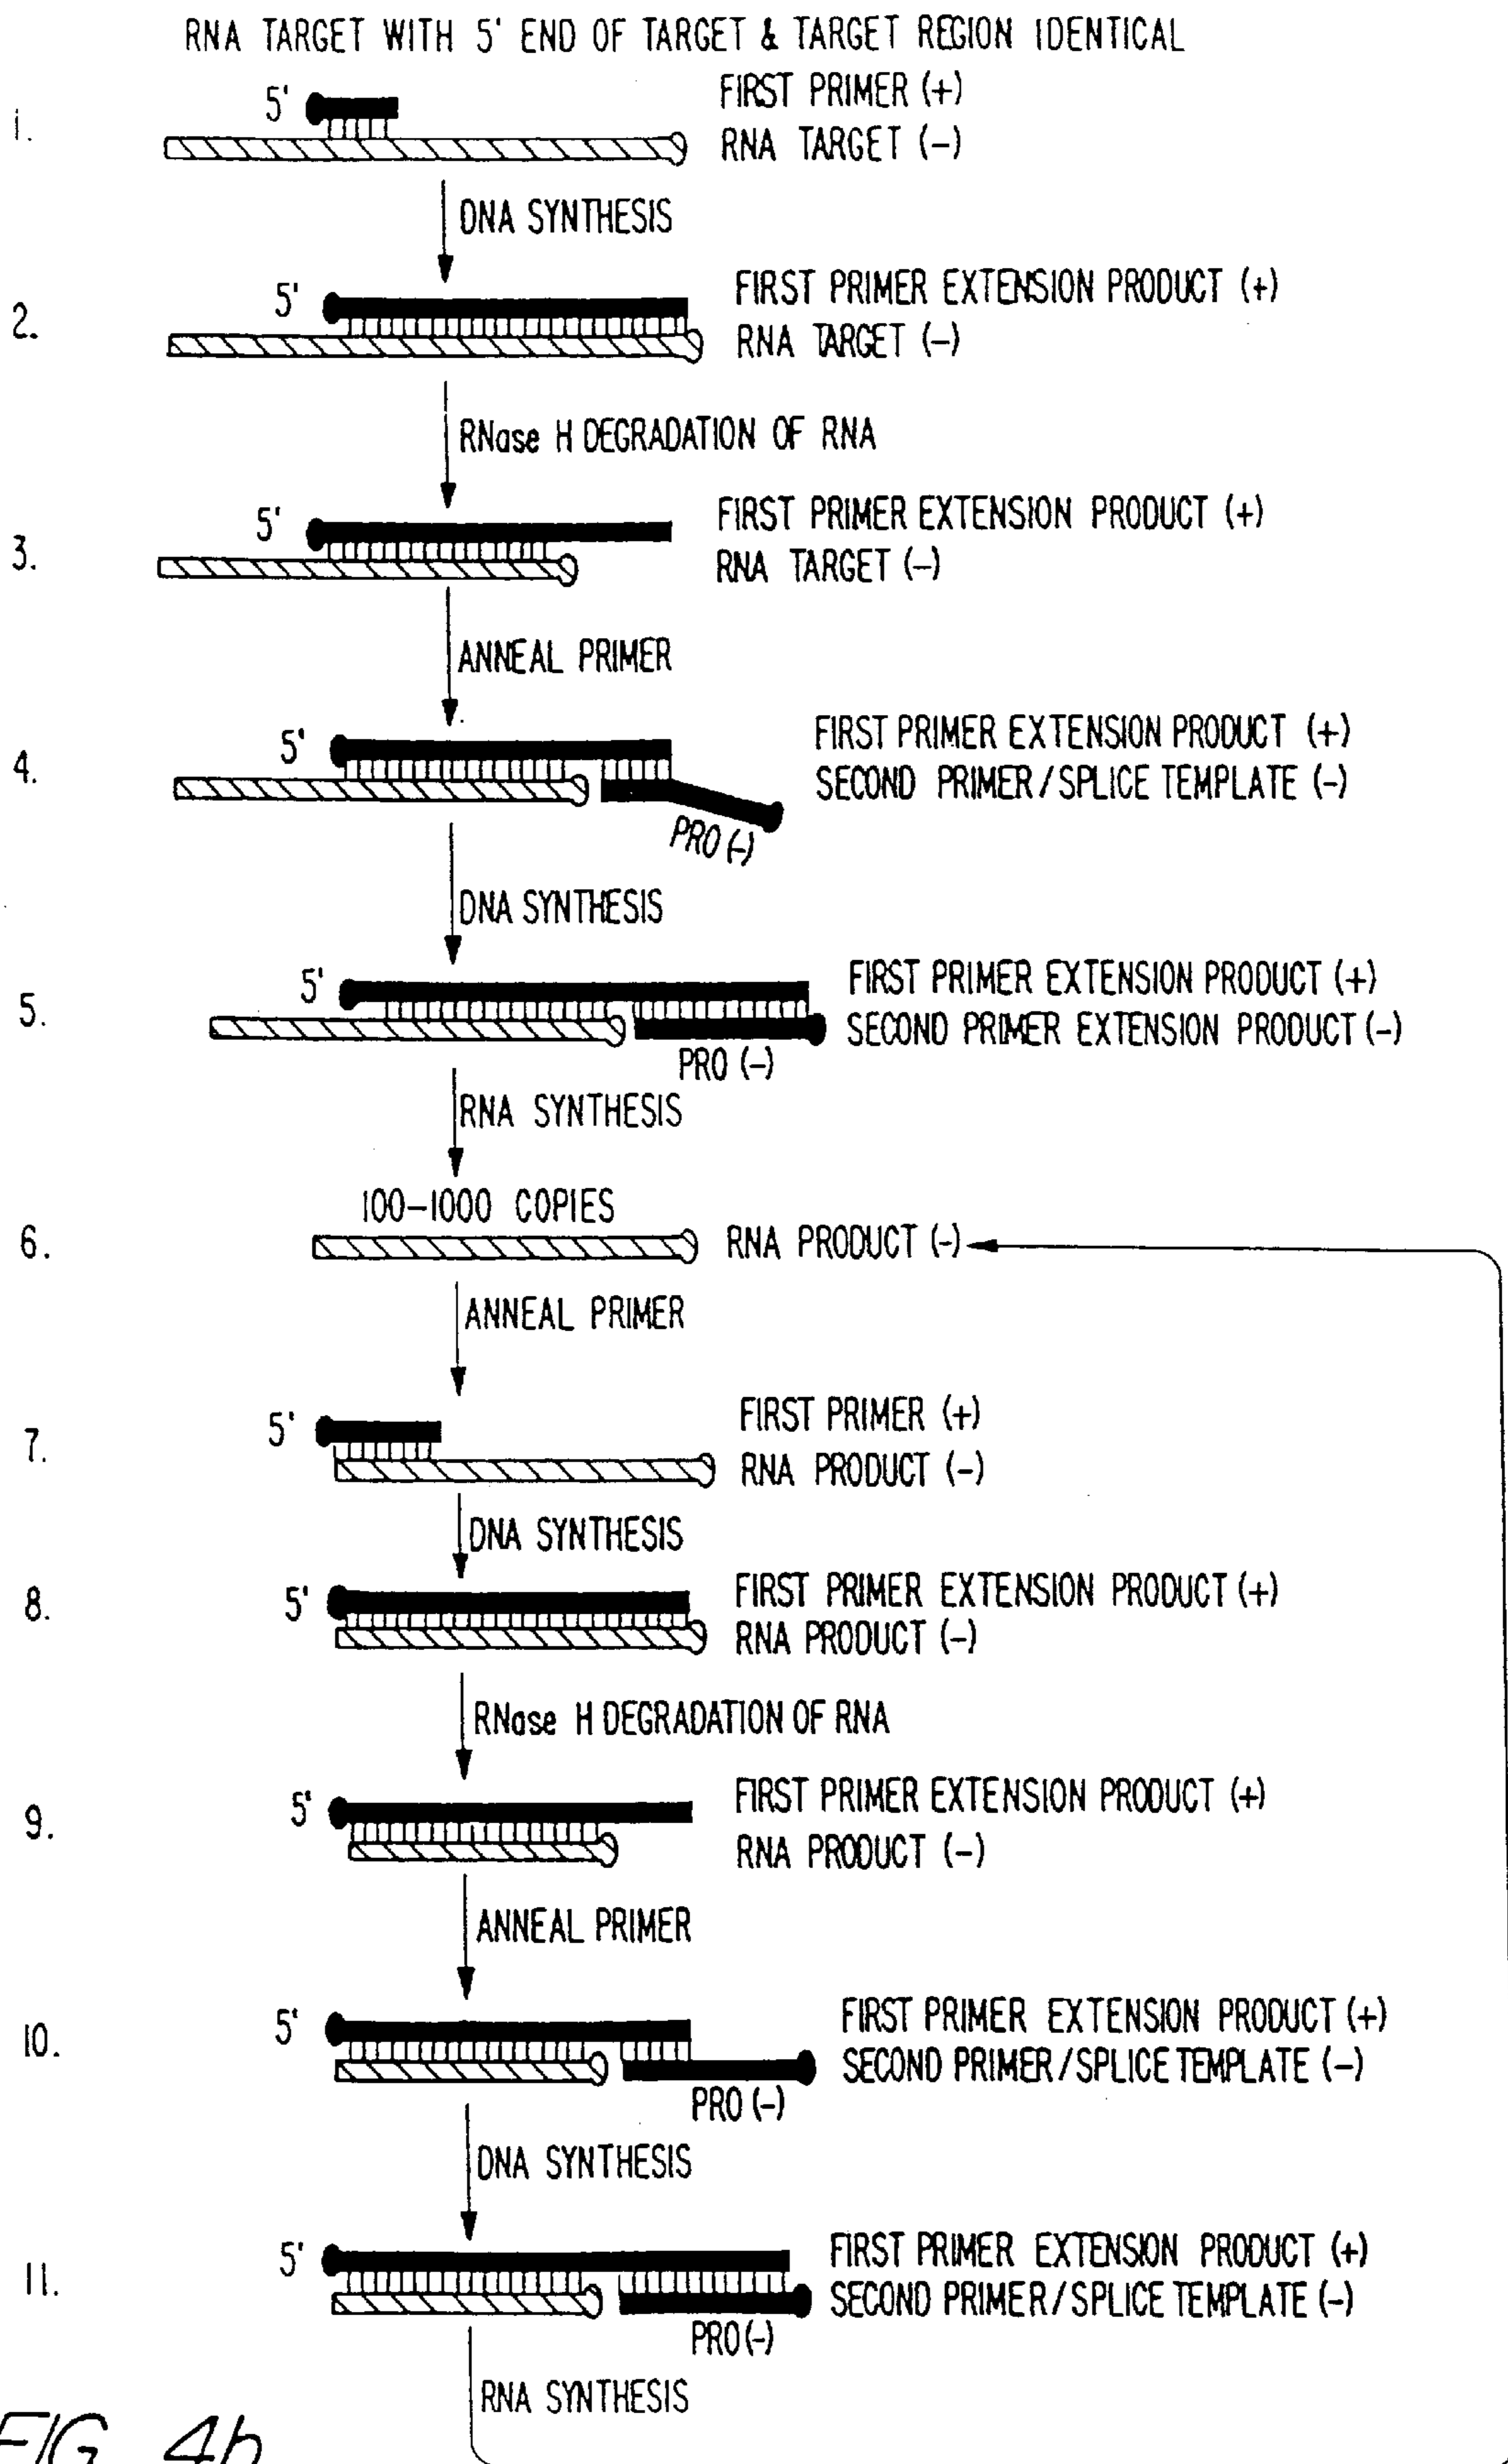 RNA TARGET WITH 5' END OF TARGET & TARGET REGION IDENTICAL
1.
5'
FIRST PRIMER (+)
RNA TARGET (-)
DNA SYNTHESIS
2.
5'
FIRST PRIMER EXTENSION PRODUCT (+)
RNA TARGET (-)
RNase H DEGRADATION OF RNA
3.
5'
FIRST PRIMER EXTENSION PRODUCT (+)
RNA TARGET (-)
ANNEAL PRIMER
4.
5'
FIRST PRIMER EXTENSION PRODUCT (+)
SECOND PRIMER/SPLICE TEMPLATE (-)
PRO (-)
DNA SYNTHESIS
5.
5'
FIRST PRIMER EXTENSION PRODUCT (+)
SECOND PRIMER EXTENSION PRODUCT (-)
PRO (-)
RNA SYNTHESIS
100-1000 COPIES
6.
RNA PRODUCT (-)
ANNEAL PRIMER
7.
5'
FIRST PRIMER (+)
RNA PRODUCT (-)
DNA SYNTHESIS
8.
5'
FIRST PRIMER EXTENSION PRODUCT (+)
RNA PRODUCT (-)
RNase H DEGRADATION OF RNA
9.
5'
FIRST PRIMER EXTENSION PRODUCT (+)
RNA PRODUCT (-)
ANNEAL PRIMER
10.
5'
FIRST PRIMER EXTENSION PRODUCT (+)
SECOND PRIMER/SPLICE TEMPLATE (-)
PRO (-)
DNA SYNTHESIS
11.
5'
FIRST PRIMER EXTENSION PRODUCT (+)
SECOND PRIMER/SPLICE TEMPLATE (-)
PRO (-)
RNA SYNTHESIS
FIG. 4b